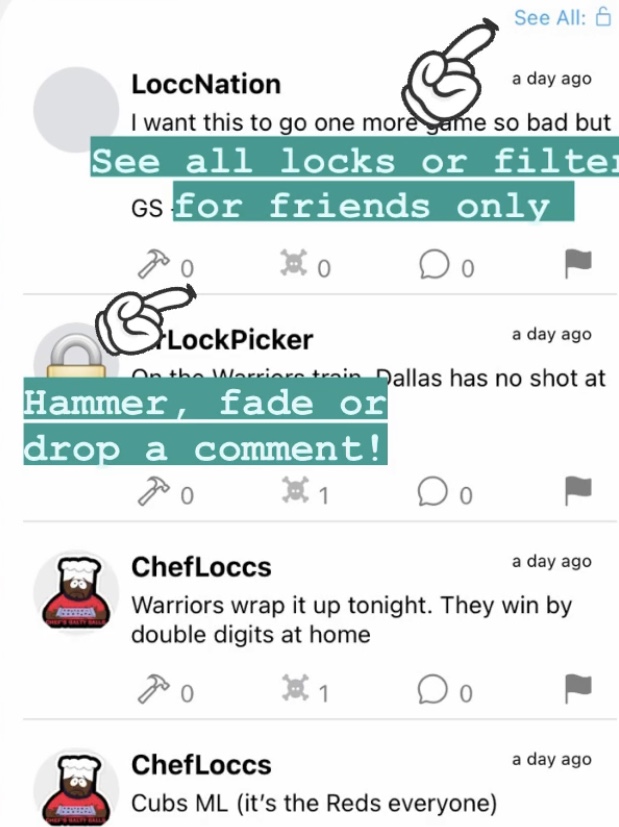 See All:
LoccNation
a day ago
I want this to go one more game so bad but
See all locks or filter
GS
for friends only
0 0 0
LockPicker
a day ago
On the Warriors train. Dallas has no shot at
Hammer, fade or
drop a comment!
0 1 0
ChefLoccs
a day ago
Warriors wrap it up tonight. They win by
double digits at home
0 1 0
ChefLoccs
a day ago
Cubs ML (it's the Reds everyone)